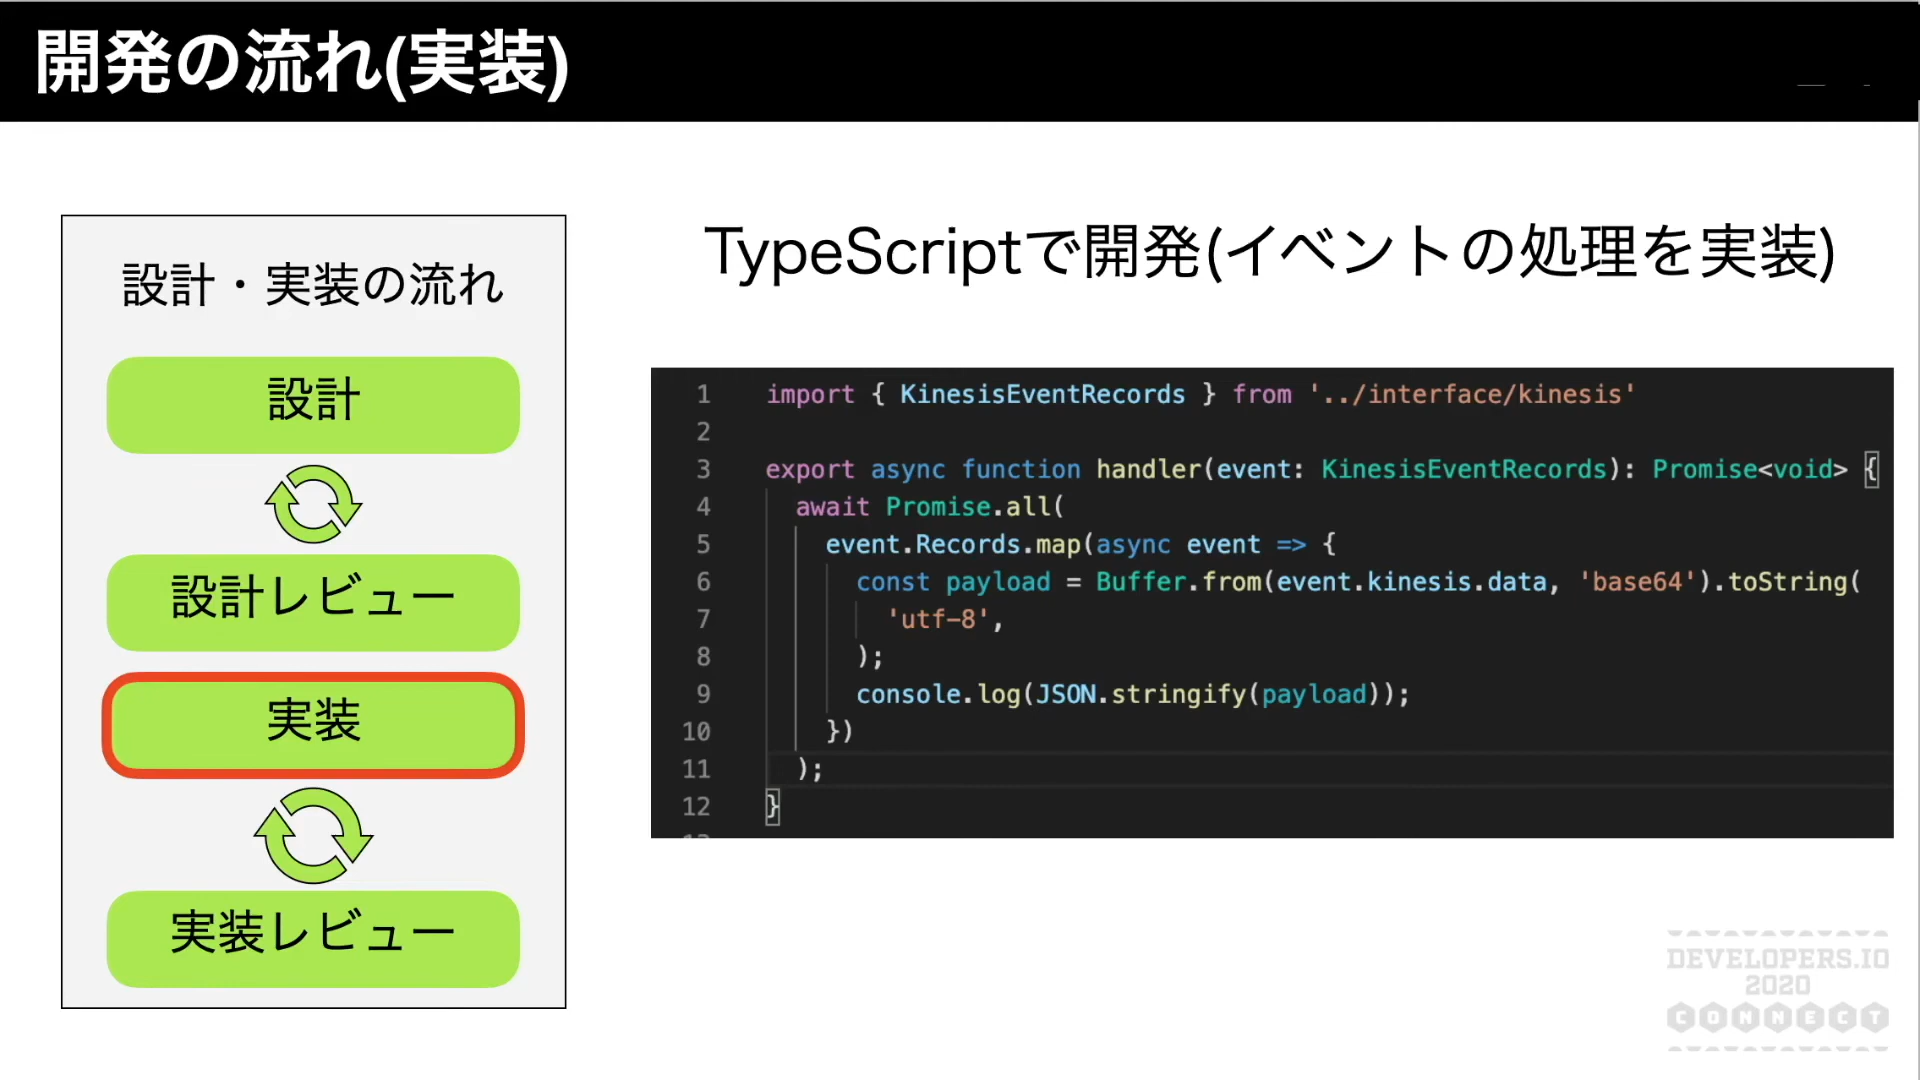 開発の流れ(実装)
設計・実装の流れ
設計
設計レビュー
実装
実装レビュー
TypeScriptで開発(イベントの処理を実装)
1 import { KinesisEventRecords } from '../interface/kinesis'
2
3 export async function handler(event: KinesisEventRecords): Promise<void> {
4 await Promise.all(
5 event.Records.map(async event => {
6 const payload = Buffer.from(event.kinesis.data, 'base64').toString(
7 'utf-8',
8 );
9 console.log(JSON.stringify(payload));
10 })
11 );
12 }
DEVELOPERS.IO
2020
CONNECT